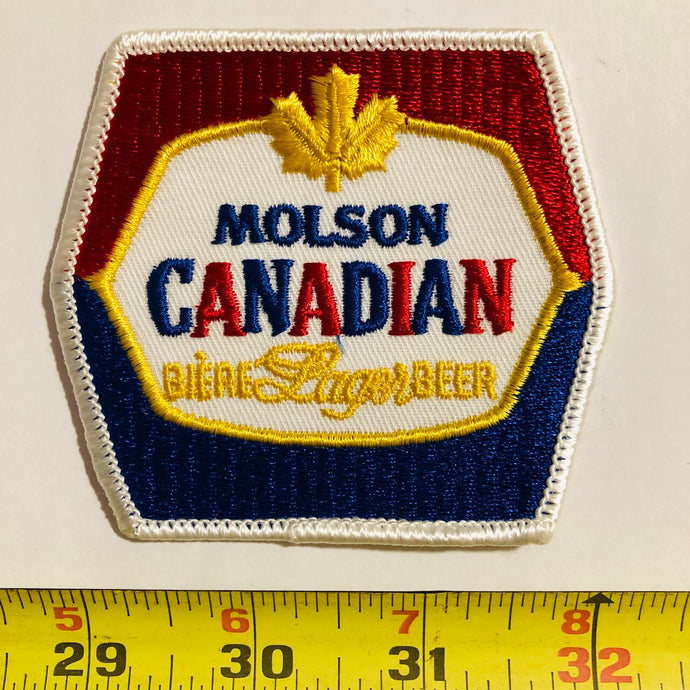 MOLSON
CANADIAN
BIÈRE Lager BEER
5 6 7 8
29 30 31 32